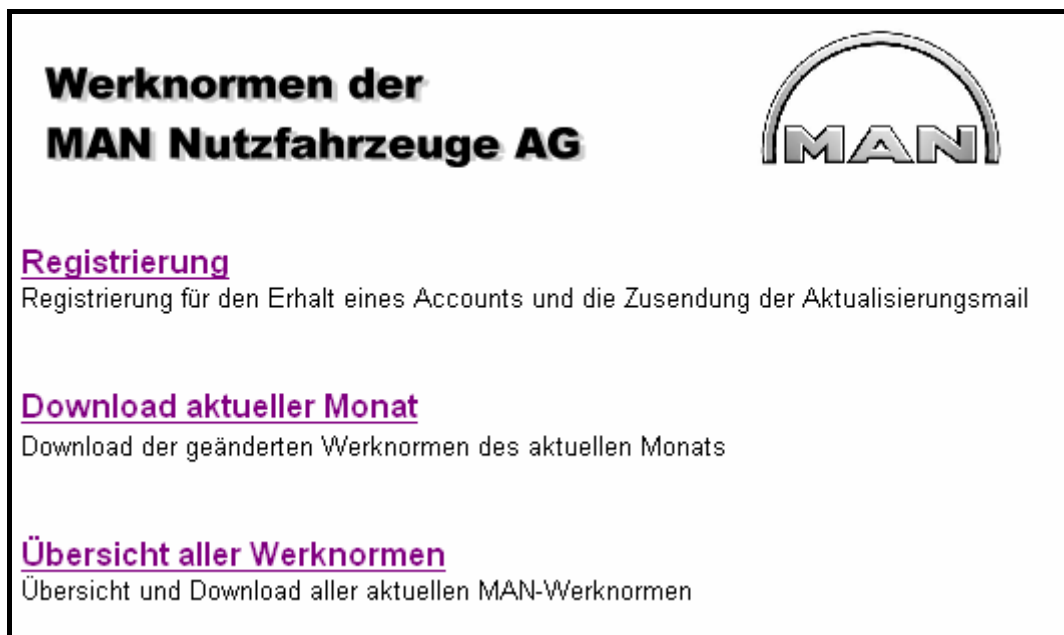 Werknormen der
MAN Nutzfahrzeuge AG
MAN
Registrierung
Registrierung für den Erhalt eines Accounts und die Zusendung der Aktualisierungsmail
Download aktueller Monat
Download der geänderten Werknormen des aktuellen Monats
Übersicht aller Werknormen
Übersicht und Download aller aktuellen MAN-Werknormen